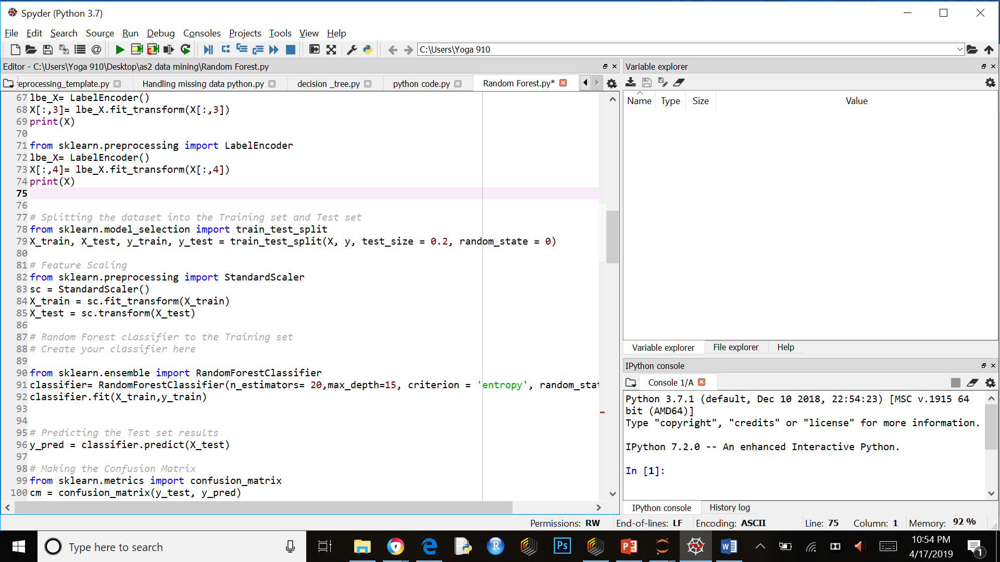 Spyder (Python 3.7)
File Edit Search Source Run Debug Consoles Projects Tools View Help
C:\Users\Yoga 910
Editor - C:\Users\Yoga 910\Desktop\as2 data mining\Random Forest.py
eprocessing_template.py Handling missing data python.py decision _tree.py python code.py Random Forest.py*
67 lbe_X= LabelEncoder()
68 X[:,3]= lbe_X.fit_transform(X[:,3])
69 print(X)
70
71 from sklearn.preprocessing import LabelEncoder
72 lbe_X= LabelEncoder()
73 X[:,4]= lbe_X.fit_transform(X[:,4])
74 print(X)
75
76
77 # Splitting the dataset into the Training set and Test set
78 from sklearn.model_selection import train_test_split
79 X_train, X_test, y_train, y_test = train_test_split(X, y, test_size = 0.2, random_state = 0)
80
81 # Feature Scaling
82 from sklearn.preprocessing import StandardScaler
83 sc = StandardScaler()
84 X_train = sc.fit_transform(X_train)
85 X_test = sc.transform(X_test)
86
87 # Random Forest classifier to the Training set
88 # Create your classifier here
89
90 from sklearn.ensemble import RandomForestClassifier
91 classifier= RandomForestClassifier(n_estimators= 20,max_depth=15, criterion = 'entropy', random_stat
92 classifier.fit(X_train,y_train)
93
94
95 # Predicting the Test set results
96 y_pred = classifier.predict(X_test)
97
98 # Making the Confusion Matrix
99 from sklearn.metrics import confusion_matrix
100 cm = confusion_matrix(y_test, y_pred)
Variable explorer
Name Type Size Value
Variable explorer File explorer Help
IPython console
Console 1/A
Python 3.7.1 (default, Dec 10 2018, 22:54:23) [MSC v.1915 64
bit (AMD64)]
Type "copyright", "credits" or "license" for more information.
IPython 7.2.0 -- An enhanced Interactive Python.
In [1]:
IPython console History log
Permissions: RW End-of-lines: LF Encoding: ASCII Line: 75 Column: 1 Memory: 92 %
Type here to search
R
Ps
P
W
10:54 PM
4/17/2019
1